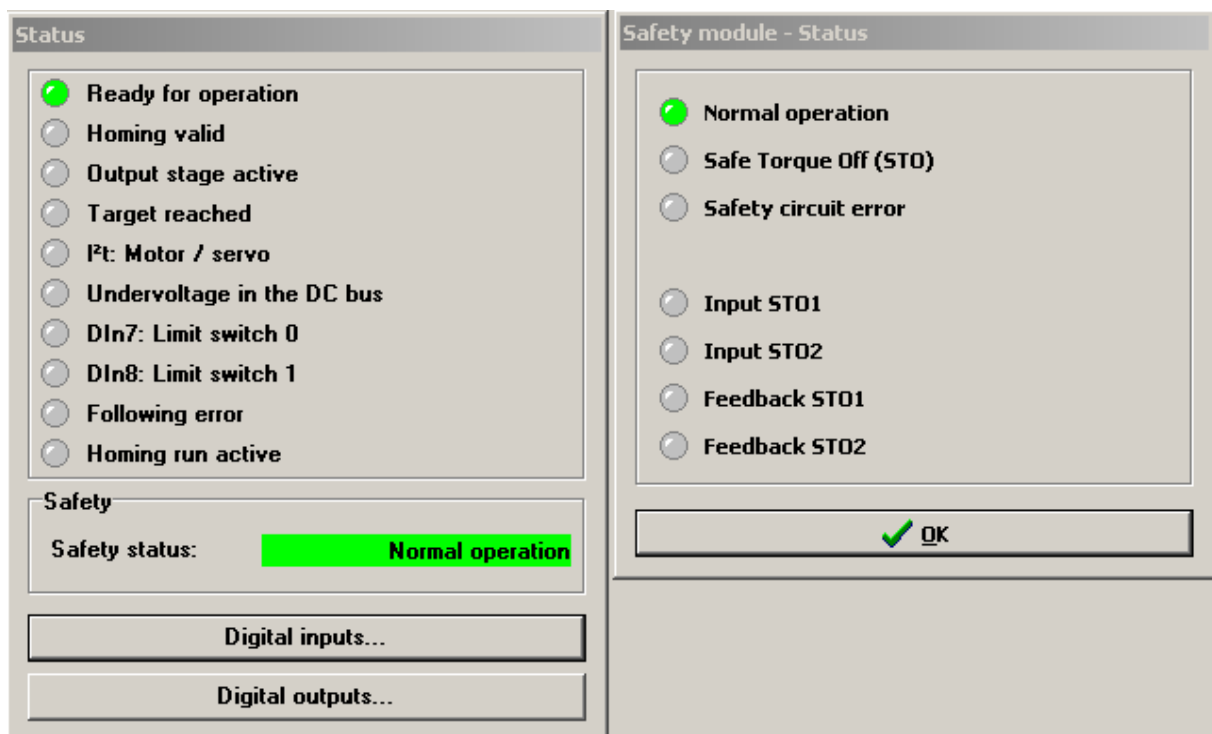 Status
Ready for operation
Homing valid
Output stage active
Target reached
I²t: Motor / servo
Undervoltage in the DC bus
DIn7: Limit switch 0
DIn8: Limit switch 1
Following error
Homing run active
Safety
Safety status: Normal operation
Digital inputs...
Digital outputs...
Safety module - Status
Normal operation
Safe Torque Off (STO)
Safety circuit error
Input STO1
Input STO2
Feedback STO1
Feedback STO2
OK